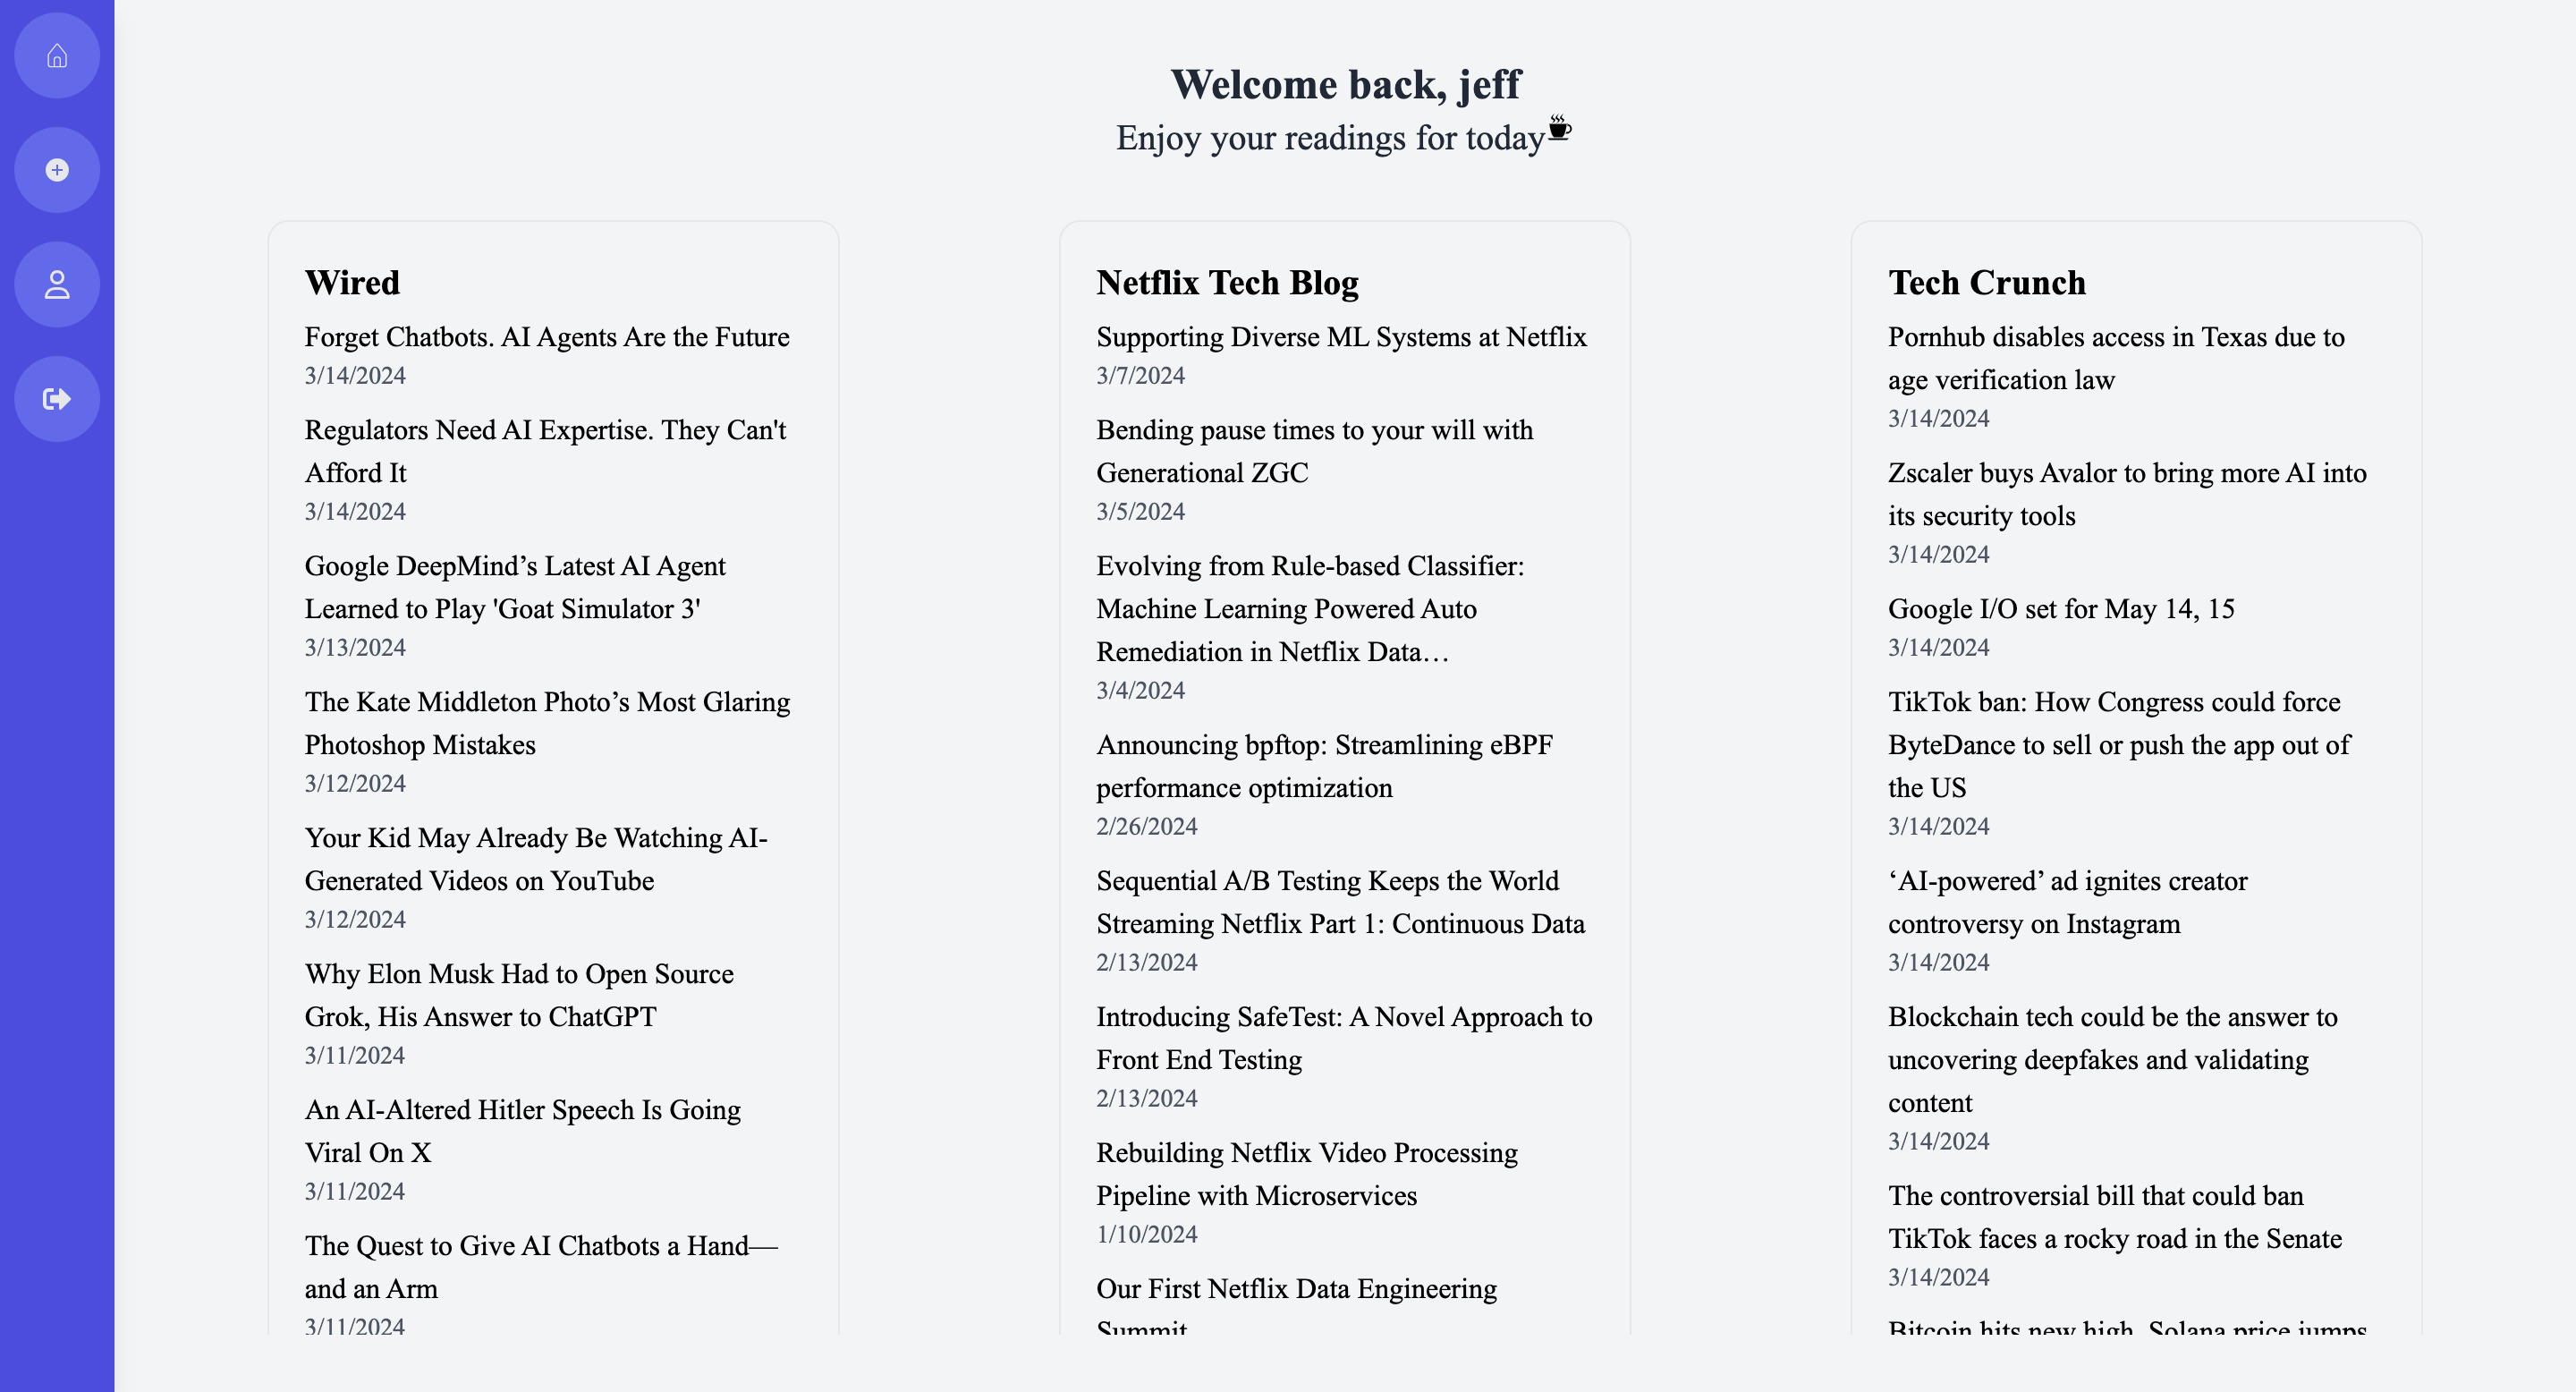 Welcome back, jeff
Enjoy your readings for today
Wired
Forget Chatbots. AI Agents Are the Future
3/14/2024
Regulators Need AI Expertise. They Can't
Afford It
3/14/2024
Google DeepMind’s Latest AI Agent
Learned to Play 'Goat Simulator 3'
3/13/2024
The Kate Middleton Photo’s Most Glaring
Photoshop Mistakes
3/12/2024
Your Kid May Already Be Watching AI-
Generated Videos on YouTube
3/12/2024
Why Elon Musk Had to Open Source
Grok, His Answer to ChatGPT
3/11/2024
An AI-Altered Hitler Speech Is Going
Viral On X
3/11/2024
The Quest to Give AI Chatbots a Hand—
and an Arm
3/11/2024
Netflix Tech Blog
Supporting Diverse ML Systems at Netflix
3/7/2024
Bending pause times to your will with
Generational ZGC
3/5/2024
Evolving from Rule-based Classifier:
Machine Learning Powered Auto
Remediation in Netflix Data…
3/4/2024
Announcing bpftop: Streamlining eBPF
performance optimization
2/26/2024
Sequential A/B Testing Keeps the World
Streaming Netflix Part 1: Continuous Data
2/13/2024
Introducing SafeTest: A Novel Approach to
Front End Testing
2/13/2024
Rebuilding Netflix Video Processing
Pipeline with Microservices
1/10/2024
Our First Netflix Data Engineering
Summit
Tech Crunch
Pornhub disables access in Texas due to
age verification law
3/14/2024
Zscaler buys Avalor to bring more AI into
its security tools
3/14/2024
Google I/O set for May 14, 15
3/14/2024
TikTok ban: How Congress could force
ByteDance to sell or push the app out of
the US
3/14/2024
‘AI-powered’ ad ignites creator
controversy on Instagram
3/14/2024
Blockchain tech could be the answer to
uncovering deepfakes and validating
content
3/14/2024
The controversial bill that could ban
TikTok faces a rocky road in the Senate
3/14/2024
Bitcoin hits new high, Solana price jumps